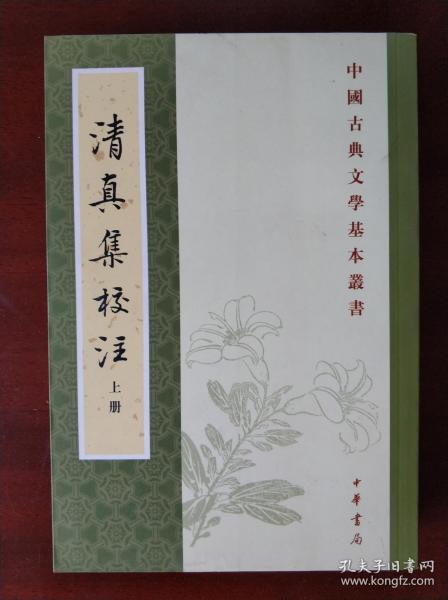 中國古典文學基本叢書
清真集校注
上册
中華書局
孔夫子旧书网
www.kongfz.com